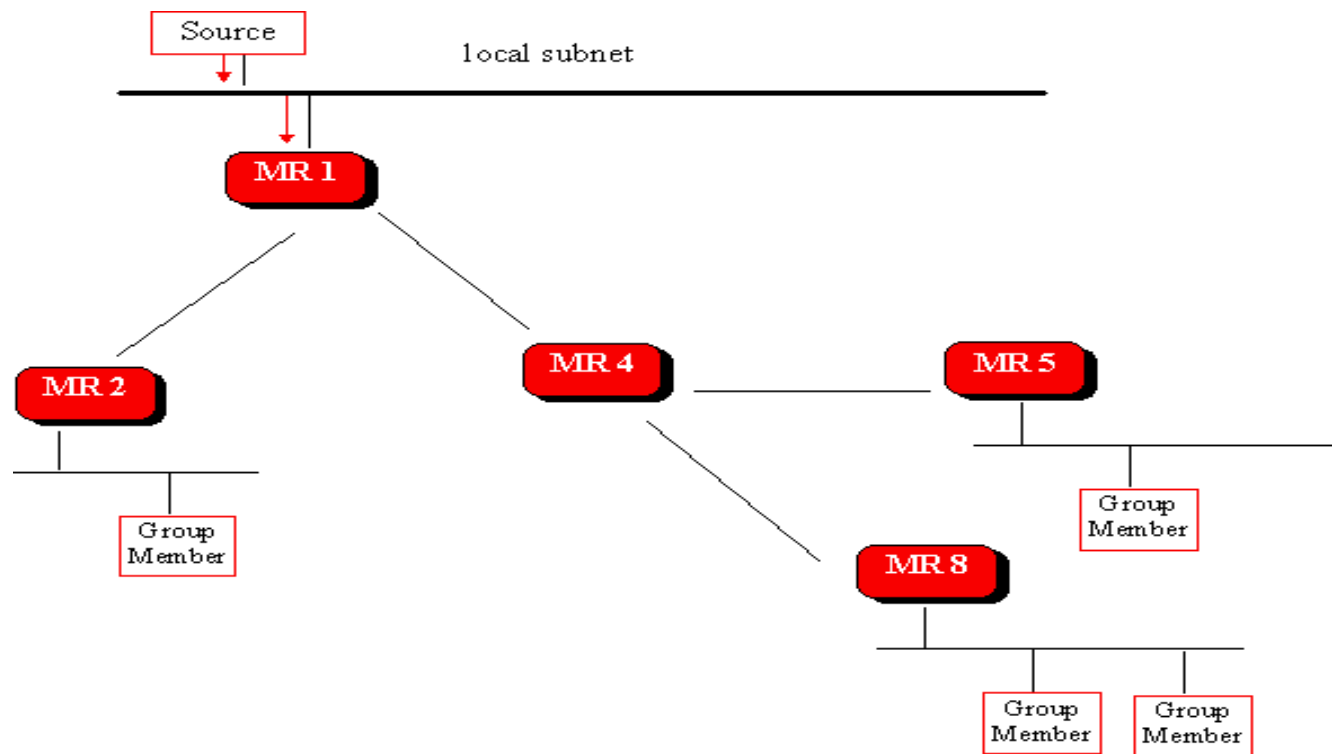 Source
local subnet
MR 1
MR 2
MR 4
MR 5
Group
Member
Group
Member
MR 8
Group
Member
Group
Member